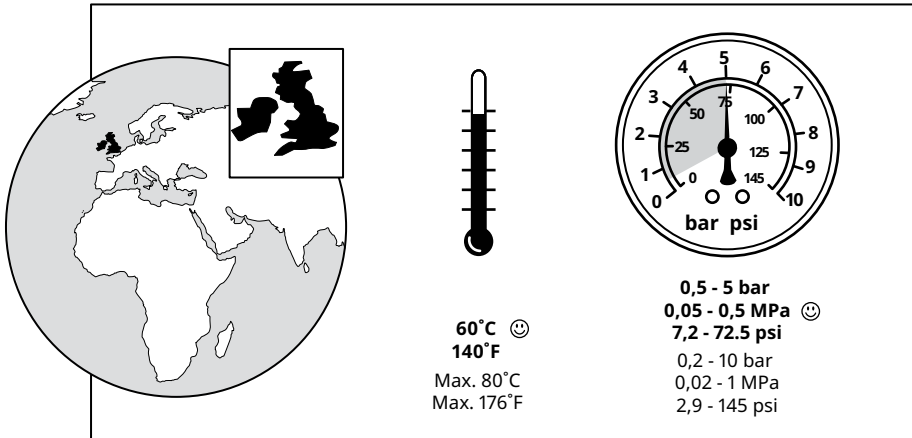 0
1
2
3
4
5
6
7
8
9
10
0
25
50
75
100
125
145
bar psi
60˚C
140˚F
Max. 80˚C
Max. 176˚F
0,5 - 5 bar
0,05 - 0,5 MPa
7,2 - 72.5 psi
0,2 - 10 bar
0,02 - 1 MPa
2,9 - 145 psi